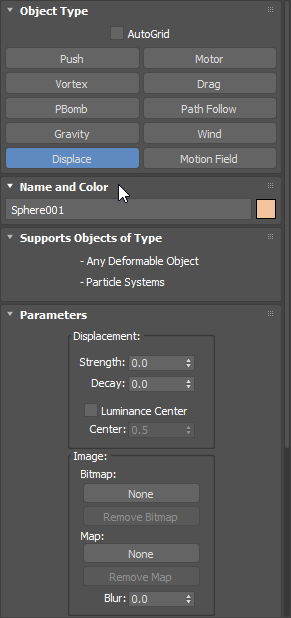 Object Type
AutoGrid
Push Motor
Vortex Drag
PBomb Path Follow
Gravity Wind
Displace Motion Field
Name and Color
Sphere001
Supports Objects of Type
- Any Deformable Object
- Particle Systems
Parameters
Displacement:
Strength: 0.0
Decay: 0.0
Luminance Center
Center: 0.5
Image:
Bitmap:
None
Remove Bitmap
Map:
None
Remove Map
Blur: 0.0